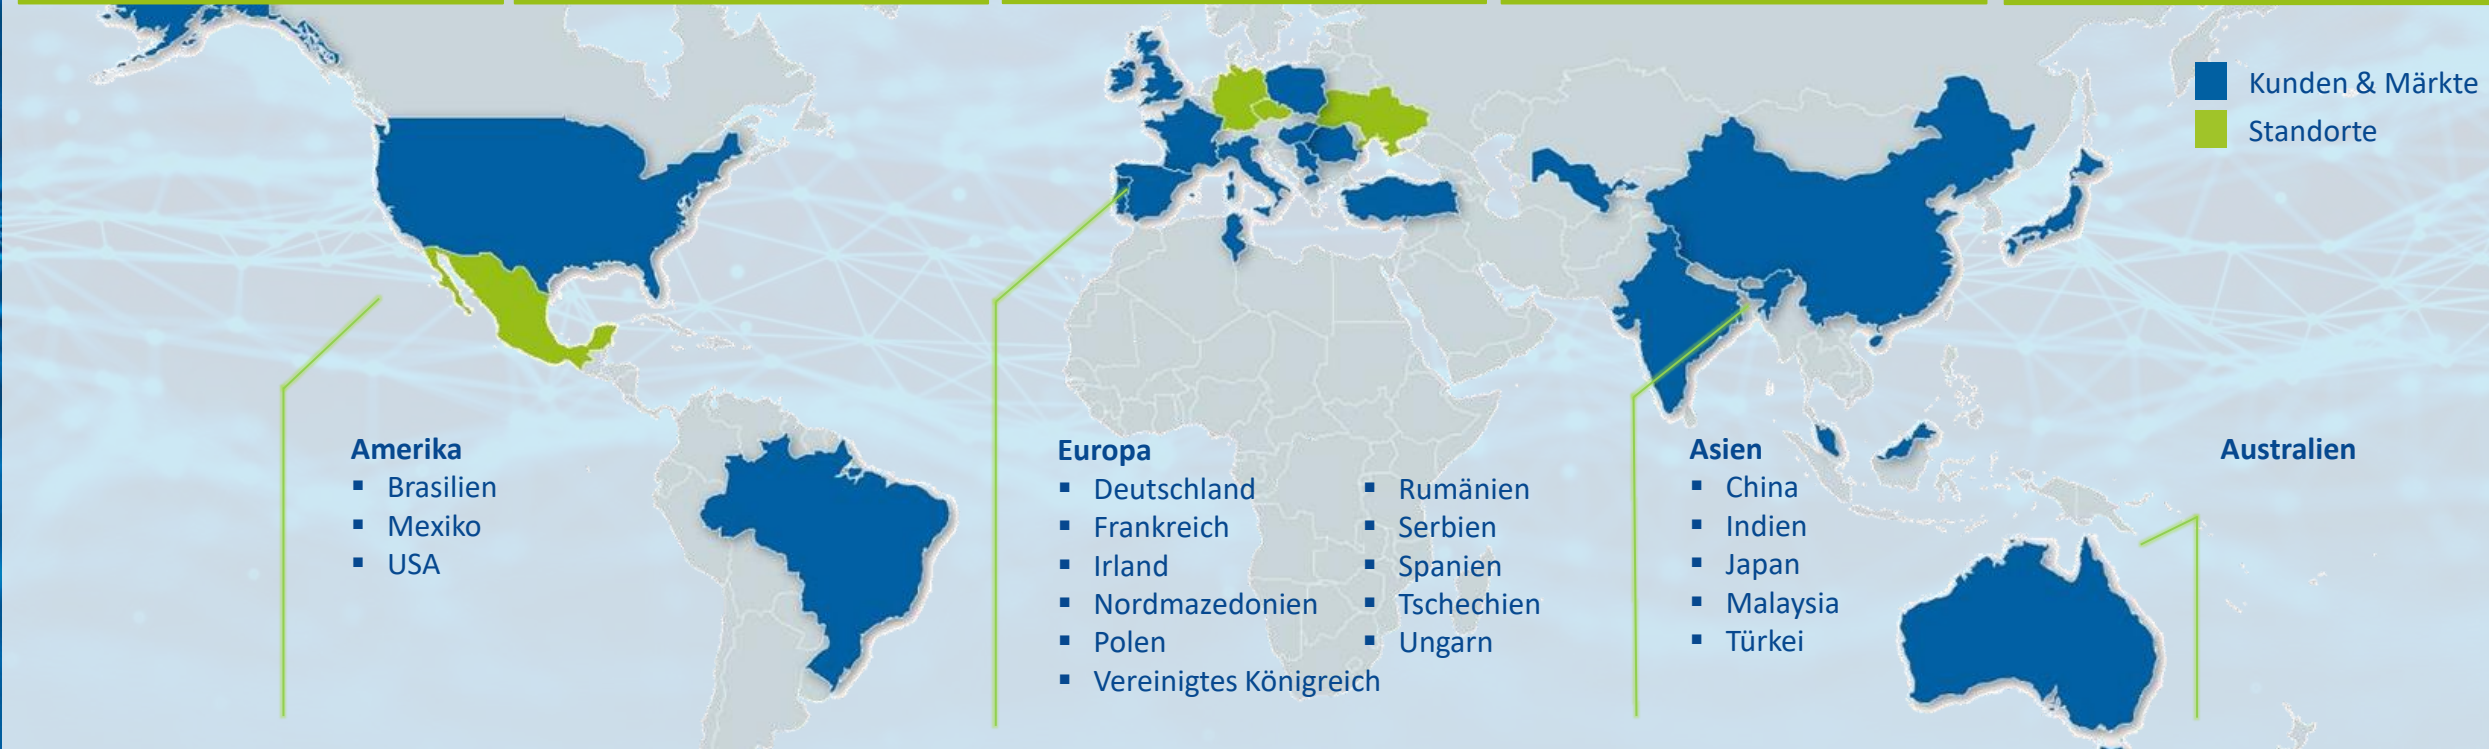 Kunden & Märkte
Standorte
Amerika
▪ Brasilien
▪ Mexiko
▪ USA
Europa
▪ Deutschland
▪ Frankreich
▪ Irland
▪ Nordmazedonien
▪ Polen
▪ Vereinigtes Königreich
▪ Rumänien
▪ Serbien
▪ Spanien
▪ Tschechien
▪ Ungarn
Asien
▪ China
▪ Indien
▪ Japan
▪ Malaysia
▪ Türkei
Australien